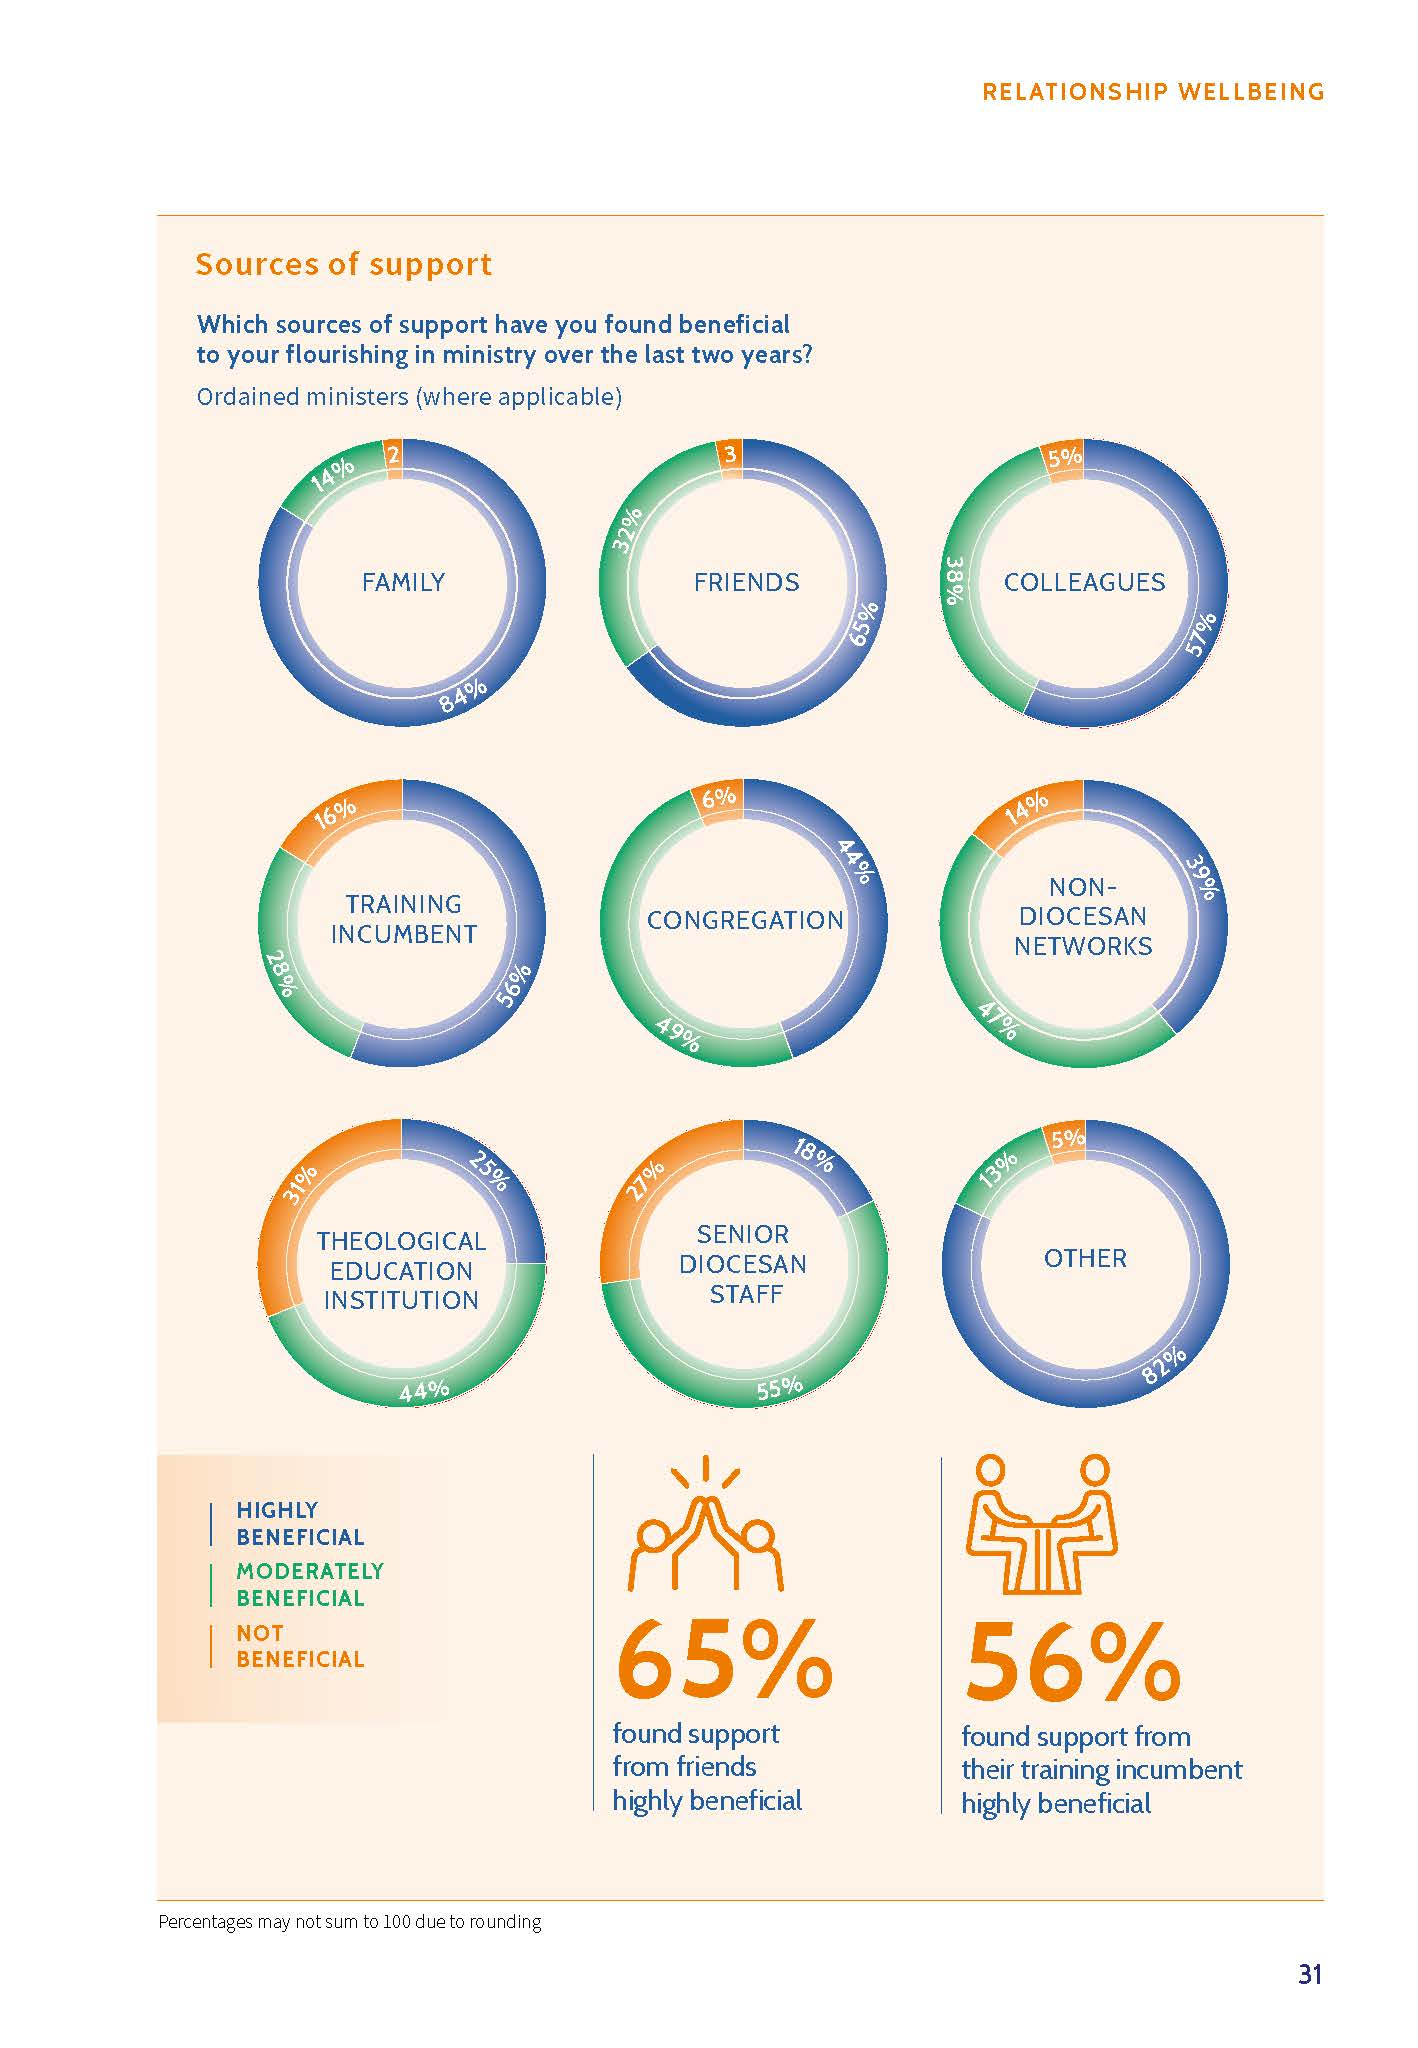 RELATIONSHIP WELLBEING
Sources of support
Which sources of support have you found beneficial
to your flourishing in ministry over the last two years?
Ordained ministers (where applicable)
2
14%
FAMILY
84%
3
32%
FRIENDS
65%
5%
38%
COLLEAGUES
57%
16%
TRAINING
INCUMBENT
28%
56%
6%
44%
CONGREGATION
49%
14%
39%
NON-
DIOCESAN
NETWORKS
47%
31%
25%
THEOLOGICAL
EDUCATION
INSTITUTION
44%
27%
18%
SENIOR
DIOCESAN
STAFF
55%
5%
13%
OTHER
82%
HIGHLY
BENEFICIAL
MODERATELY
BENEFICIAL
NOT
BENEFICIAL
65%
found support
from friends
highly beneficial
56%
found support from
their training incumbent
highly beneficial
Percentages may not sum to 100 due to rounding
31